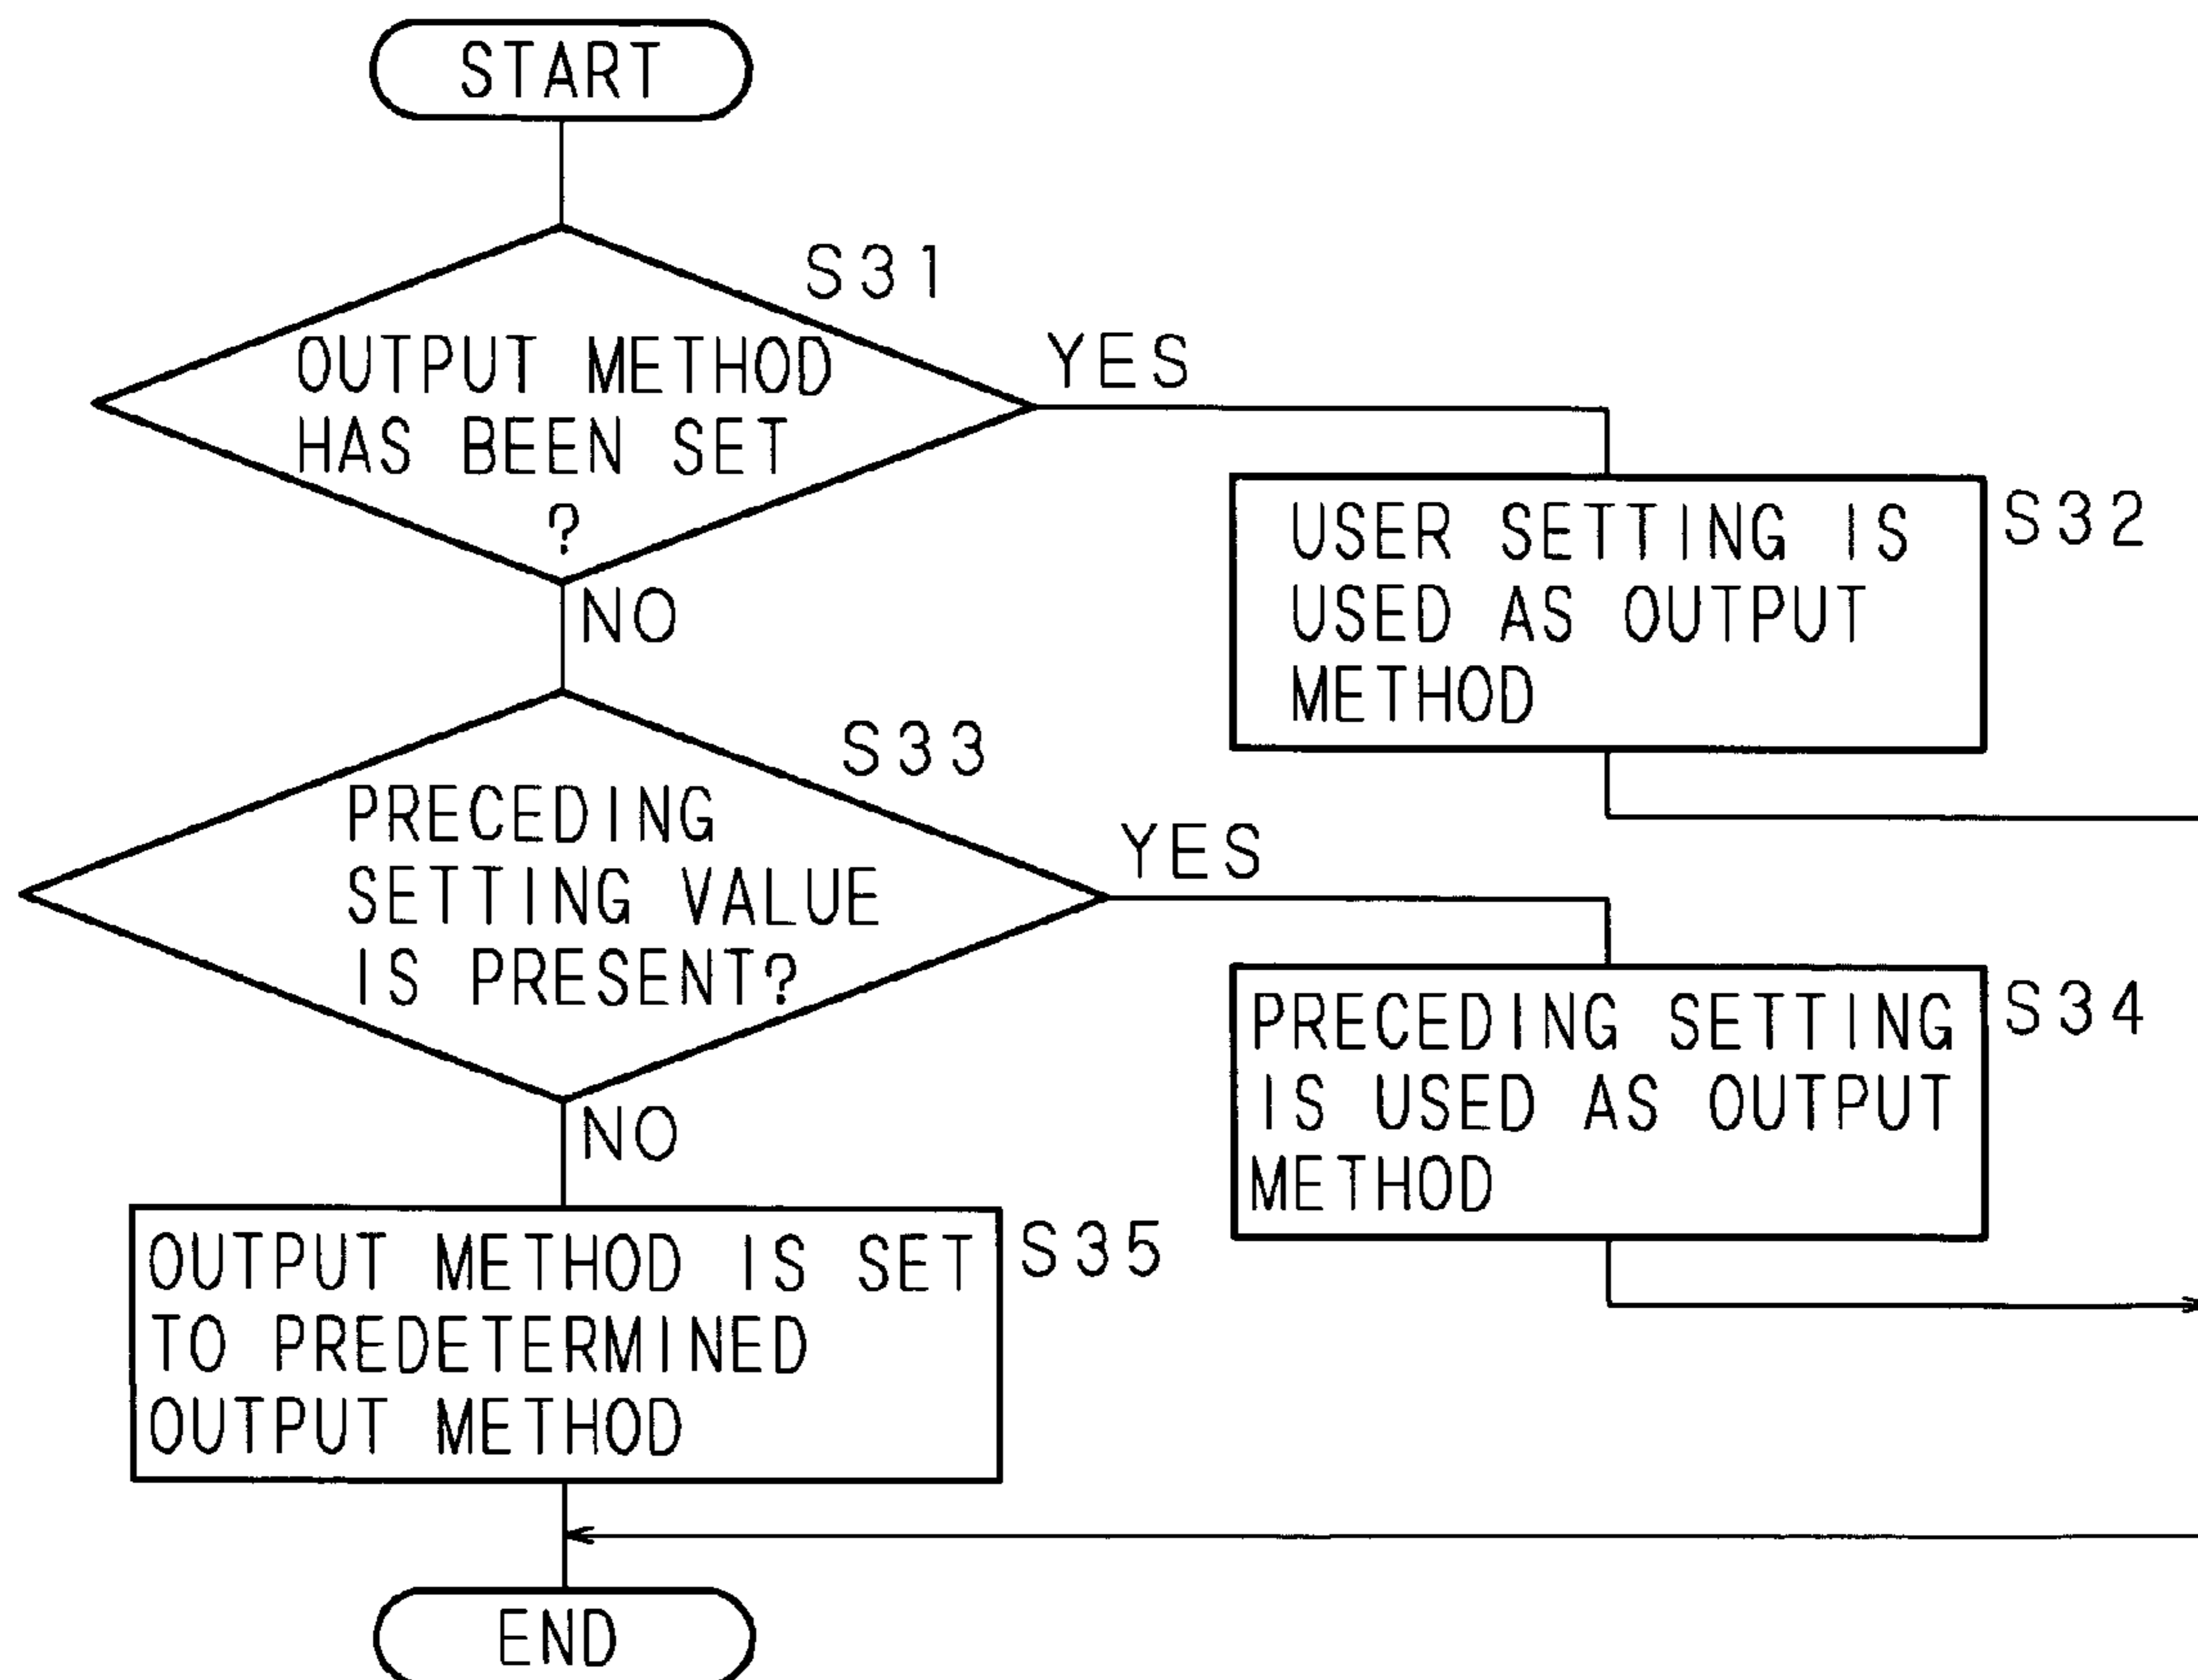 START
S31
OUTPUT METHOD
HAS BEEN SET
?
YES
NO
USER SETTING IS
USED AS OUTPUT
METHOD
S32
S33
PRECEDING
SETTING VALUE
IS PRESENT?
YES
NO
PRECEDING SETTING
IS USED AS OUTPUT
METHOD
S34
OUTPUT METHOD IS SET
TO PREDETERMINED
OUTPUT METHOD
S35
END